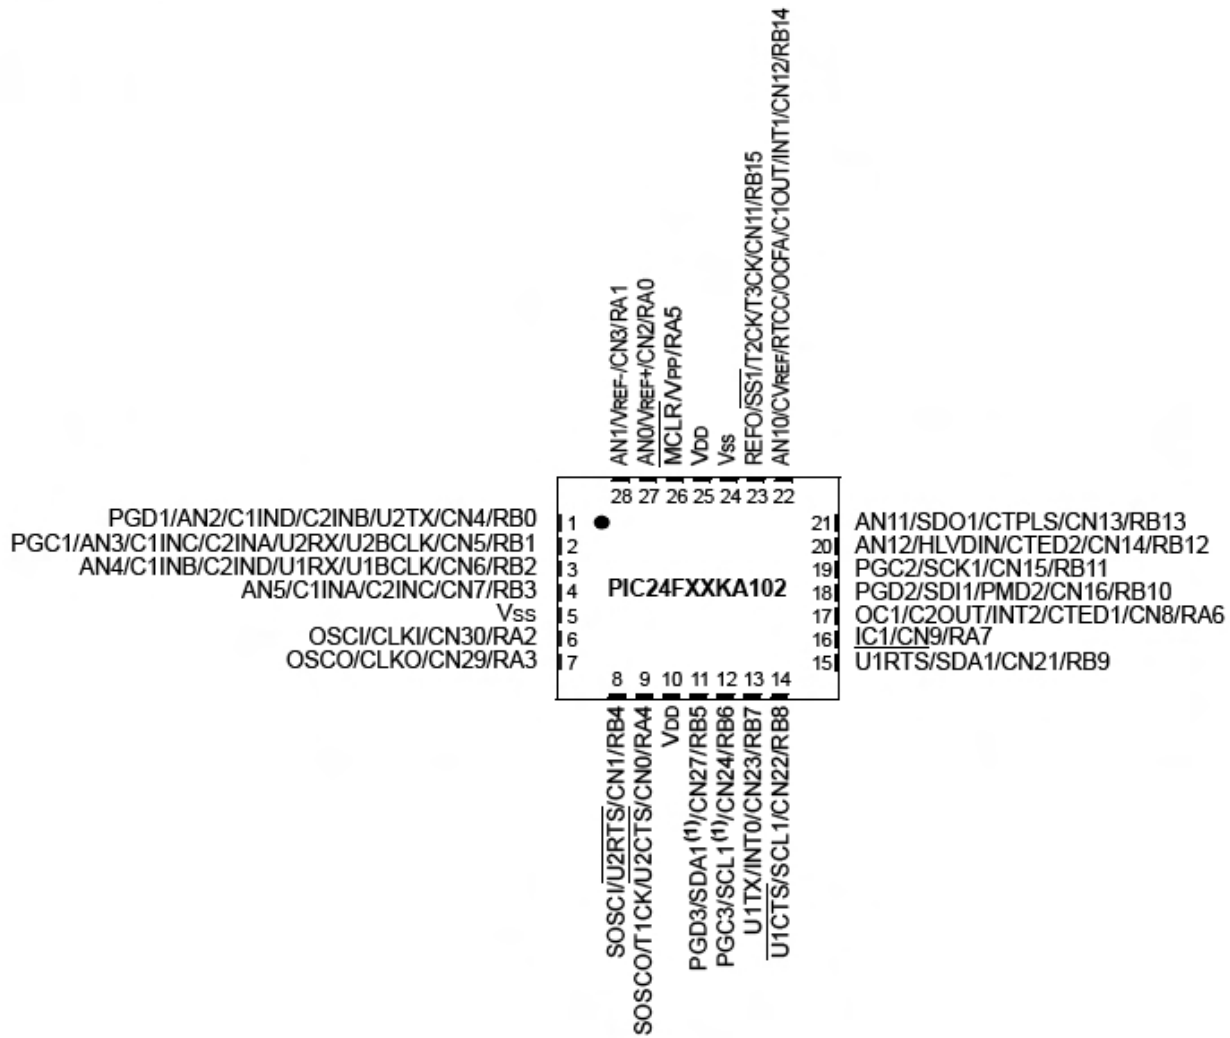 AN1/VREF-/CN3/RA1
AN0/VREF+/CN2/RA0
MCLR/VPP/RA5
VDD
VSS
REFO/SS1/T2CK/T3CK/CN11/RB15
AN10/CVREF/RTCC/OCFA/C1OUT/INT1/CN12/RB14
28 27 26 25 24 23 22
PGD1/AN2/C1IND/C2INB/U2TX/CN4/RB0 1
PGC1/AN3/C1INC/C2INA/U2RX/U2BCLK/CN5/RB1 2
AN4/C1INB/C2IND/U1RX/U1BCLK/CN6/RB2 3
AN5/C1INA/C2INC/CN7/RB3 4
VSS 5
OSCI/CLKI/CN30/RA2 6
OSCO/CLKO/CN29/RA3 7
PIC24FXXKA102
21 AN11/SDO1/CTPLS/CN13/RB13
20 AN12/HLVDIN/CTED2/CN14/RB12
19 PGC2/SCK1/CN15/RB11
18 PGD2/SDI1/PMD2/CN16/RB10
17 OC1/C2OUT/INT2/CTED1/CN8/RA6
16 IC1/CN9/RA7
15 U1RTS/SDA1/CN21/RB9
8 9 10 11 12 13 14
SOSCI/U2RTS/CN1/RB4
SOSCO/T1CK/U2CTS/CN0/RA4
VDD
PGD3/SDA1(1)/CN27/RB5
PGC3/SCL1(1)/CN24/RB6
U1TX/INT0/CN23/RB7
U1CTS/SCL1/CN22/RB8